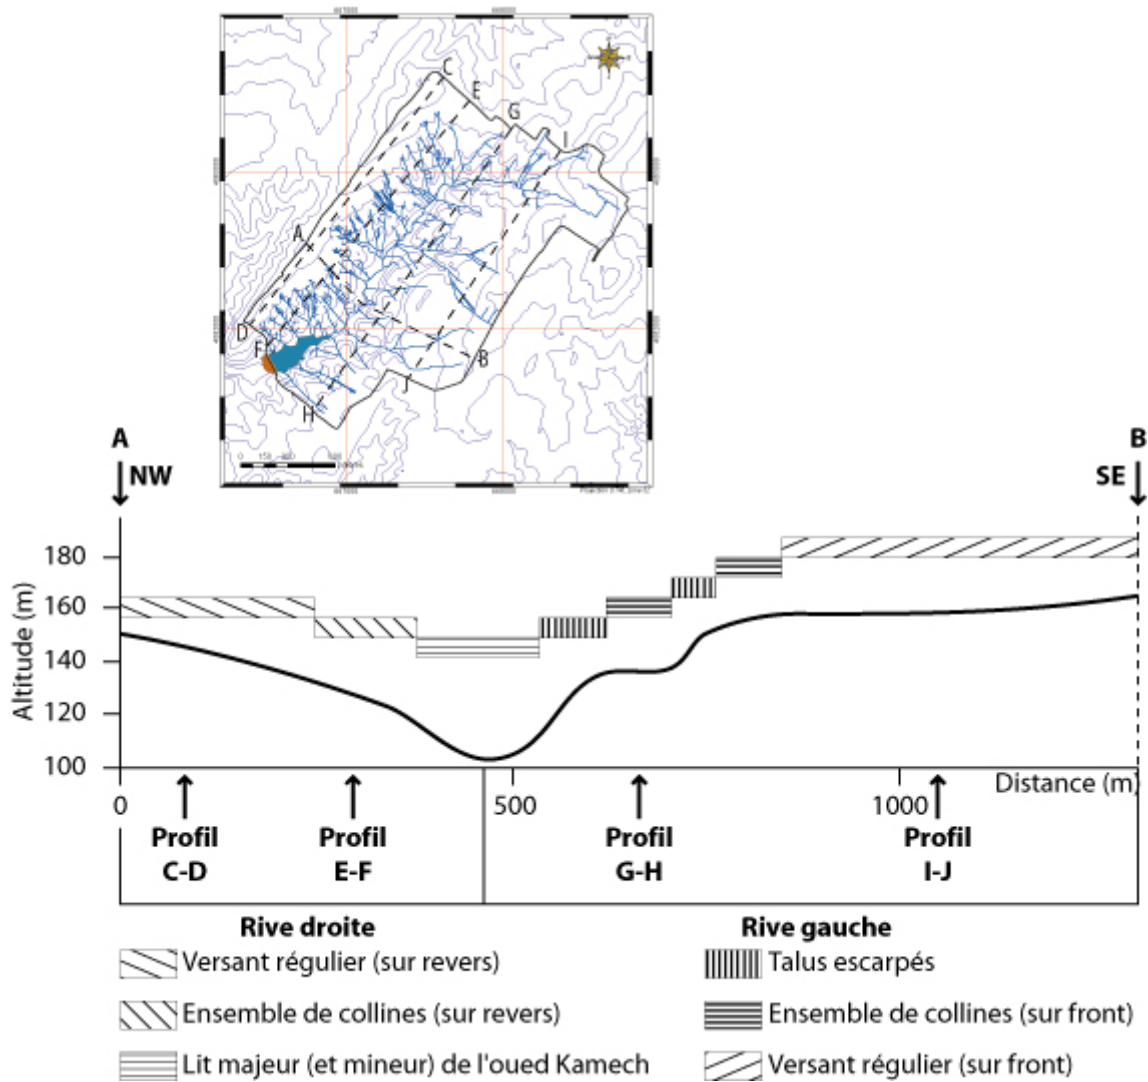 C
E
G
I
A
D
F
H
J
B
667000
A
NW
B
SE
Altitude (m)
180
160
140
120
100
0
500
1000
Distance (m)
Profil
C-D
Profil
E-F
Profil
G-H
Profil
I-J
Rive droite
Rive gauche
Versant régulier (sur revers)
Talus escarpés
Ensemble de collines (sur revers)
Ensemble de collines (sur front)
Lit majeur (et mineur) de l'oued Kamech
Versant régulier (sur front)